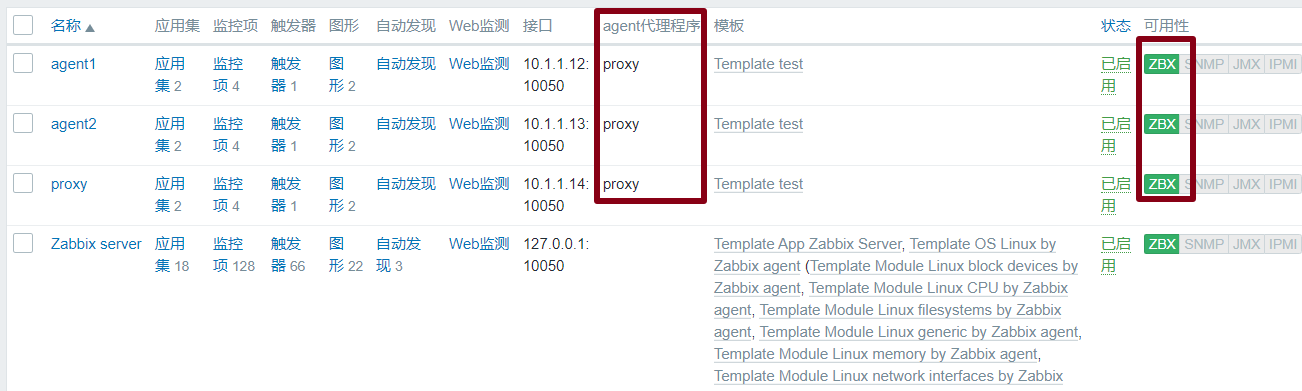 名称 应用集 监控项 触发器 图形 自动发现 Web监测 接口 agent代理程序 模板 状态 可用性
agent1 应用 监控 触发 图 自动发现 Web监测 10.1.1.12: proxy Template test 已启 ZBX SNMP JMX IPMI
集 2 项 4 器 1 形 2 10050 用
agent2 应用 监控 触发 图 自动发现 Web监测 10.1.1.13: proxy Template test 已启 ZBX SNMP JMX IPMI
集 2 项 4 器 1 形 2 10050 用
proxy 应用 监控 触发 图 自动发现 Web监测 10.1.1.14: proxy Template test 已启 ZBX SNMP JMX IPMI
集 2 项 4 器 1 形 2 10050 用
Zabbix server 应用 监控 触发 图 自动发 Web监测 127.0.0.1: Template App Zabbix Server, Template OS Linux by 已启 ZBX SNMP JMX IPMI
集 18 项 128 器 66 形 22 现 3 10050 Zabbix agent (Template Module Linux block devices by 用
Zabbix agent, Template Module Linux CPU by Zabbix
agent, Template Module Linux filesystems by Zabbix
agent, Template Module Linux generic by Zabbix agent,
Template Module Linux memory by Zabbix agent,
Template Module Linux network interfaces by Zabbix